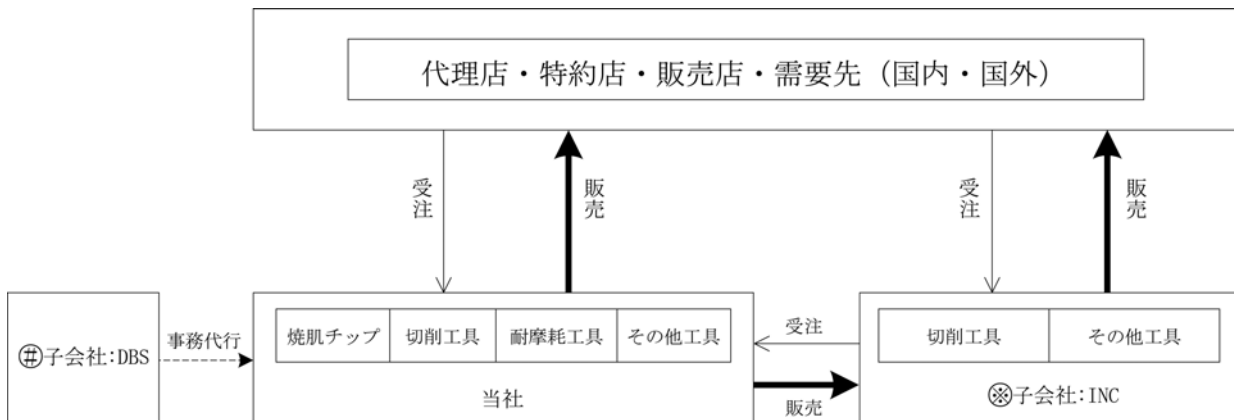 代理店・特約店・販売店・需要先（国内・国外）
受注
販売
受注
販売
㊉子会社:DBS
事務代行
焼肌チップ
切削工具
耐摩耗工具
その他工具
当社
受注
販売
切削工具
その他工具
※子会社:INC